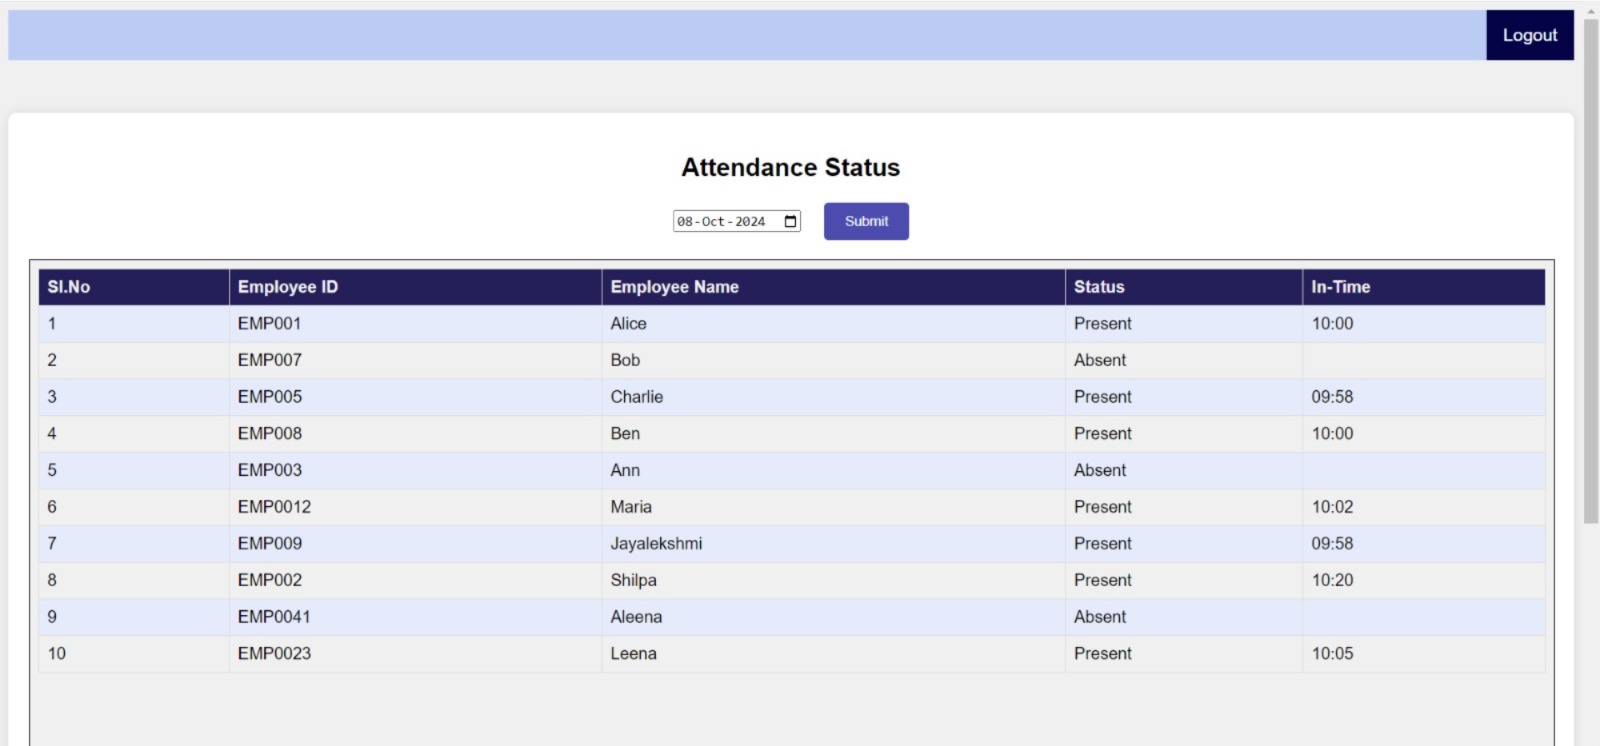 Logout
Attendance Status
08-Oct-2024 Submit
Sl.No Employee ID Employee Name Status In-Time
1 EMP001 Alice Present 10:00
2 EMP007 Bob Absent
3 EMP005 Charlie Present 09:58
4 EMP008 Ben Present 10:00
5 EMP003 Ann Absent
6 EMP0012 Maria Present 10:02
7 EMP009 Jayalekshmi Present 09:58
8 EMP002 Shilpa Present 10:20
9 EMP0041 Aleena Absent
10 EMP0023 Leena Present 10:05